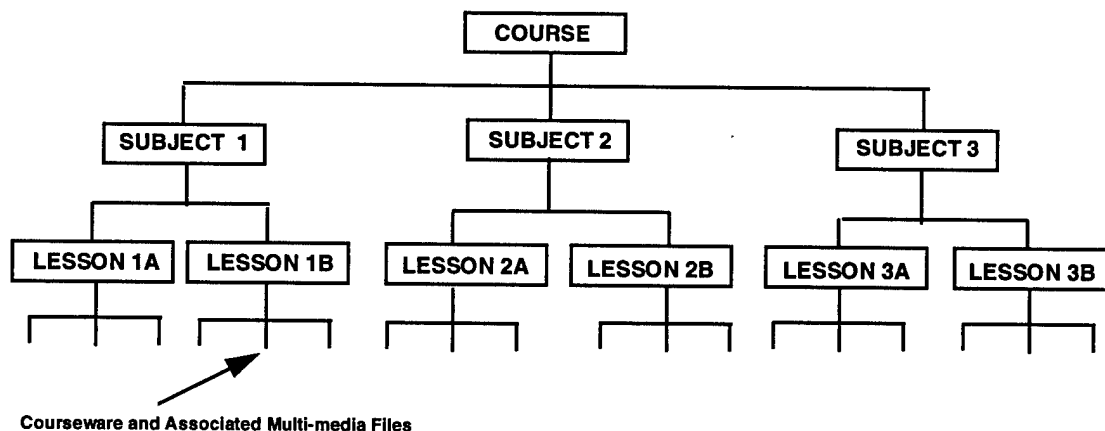 COURSE
SUBJECT 1
SUBJECT 2
SUBJECT 3
LESSON 1A
LESSON 1B
LESSON 2A
LESSON 2B
LESSON 3A
LESSON 3B
Courseware and Associated Multi-media Files